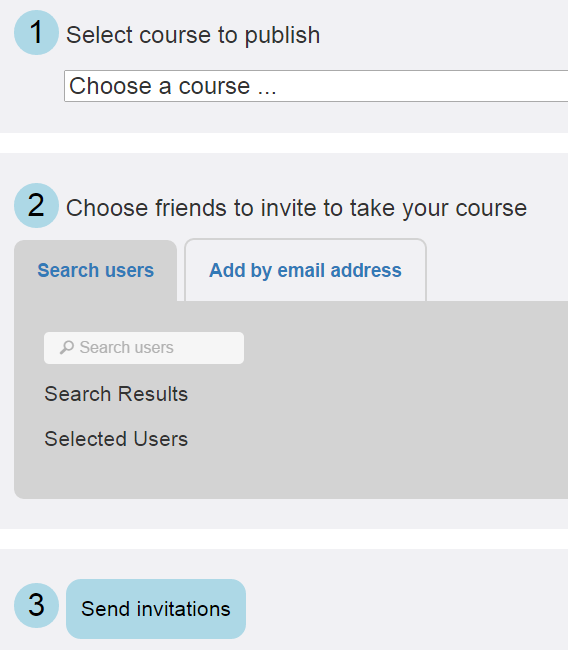 1 Select course to publish
Choose a course ...
2 Choose friends to invite to take your course
Search users Add by email address
Search users
Search Results
Selected Users
3 Send invitations